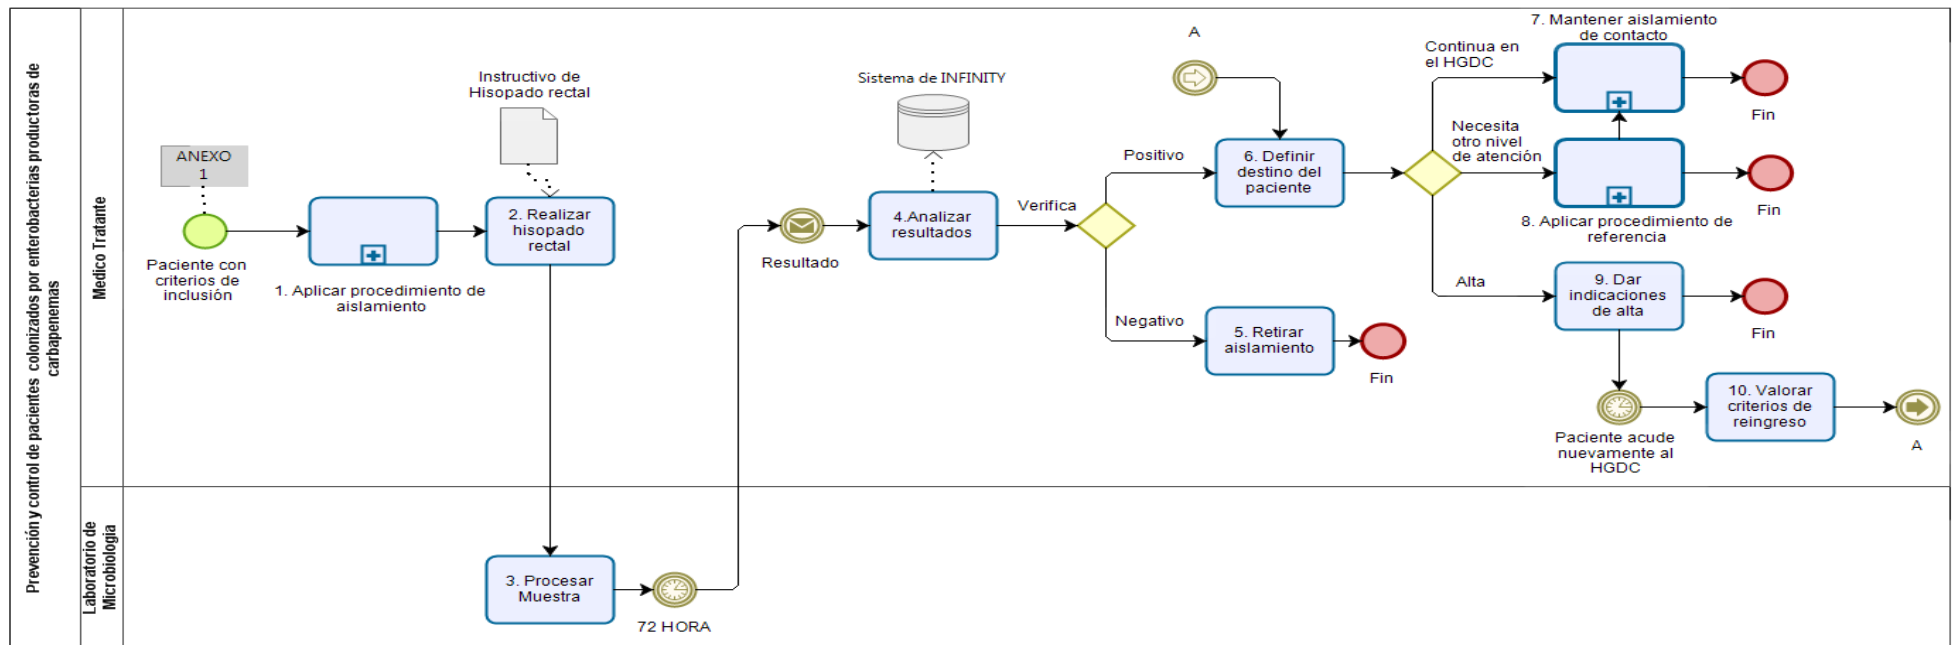 Prevención y control de pacientes colonizados por enterobacterias productoras de
carbapenemas
Medico Tratante
ANEXO
1
Paciente con
criterios de
inclusión
1. Aplicar procedimiento de
aislamiento
Instructivo de
Hisopado rectal
2. Realizar
hisopado
rectal
Resultado
Sistema de INFINITY
4.Analizar
resultados
Verifica
Positivo
Negativo
5. Retirar
aislamiento
Fin
A
6. Definir
destino del
paciente
Continua en
el HGDC
7. Mantener aislamiento
de contacto
Fin
Necesita
otro nivel
de atención
8. Aplicar procedimiento de
referencia
Fin
Alta
9. Dar
indicaciones
de alta
Fin
Paciente acude
nuevamente al
HGDC
10. Valorar
criterios de
reingreso
A
Laboratorio de
Microbiología
3. Procesar
Muestra
72 HORA